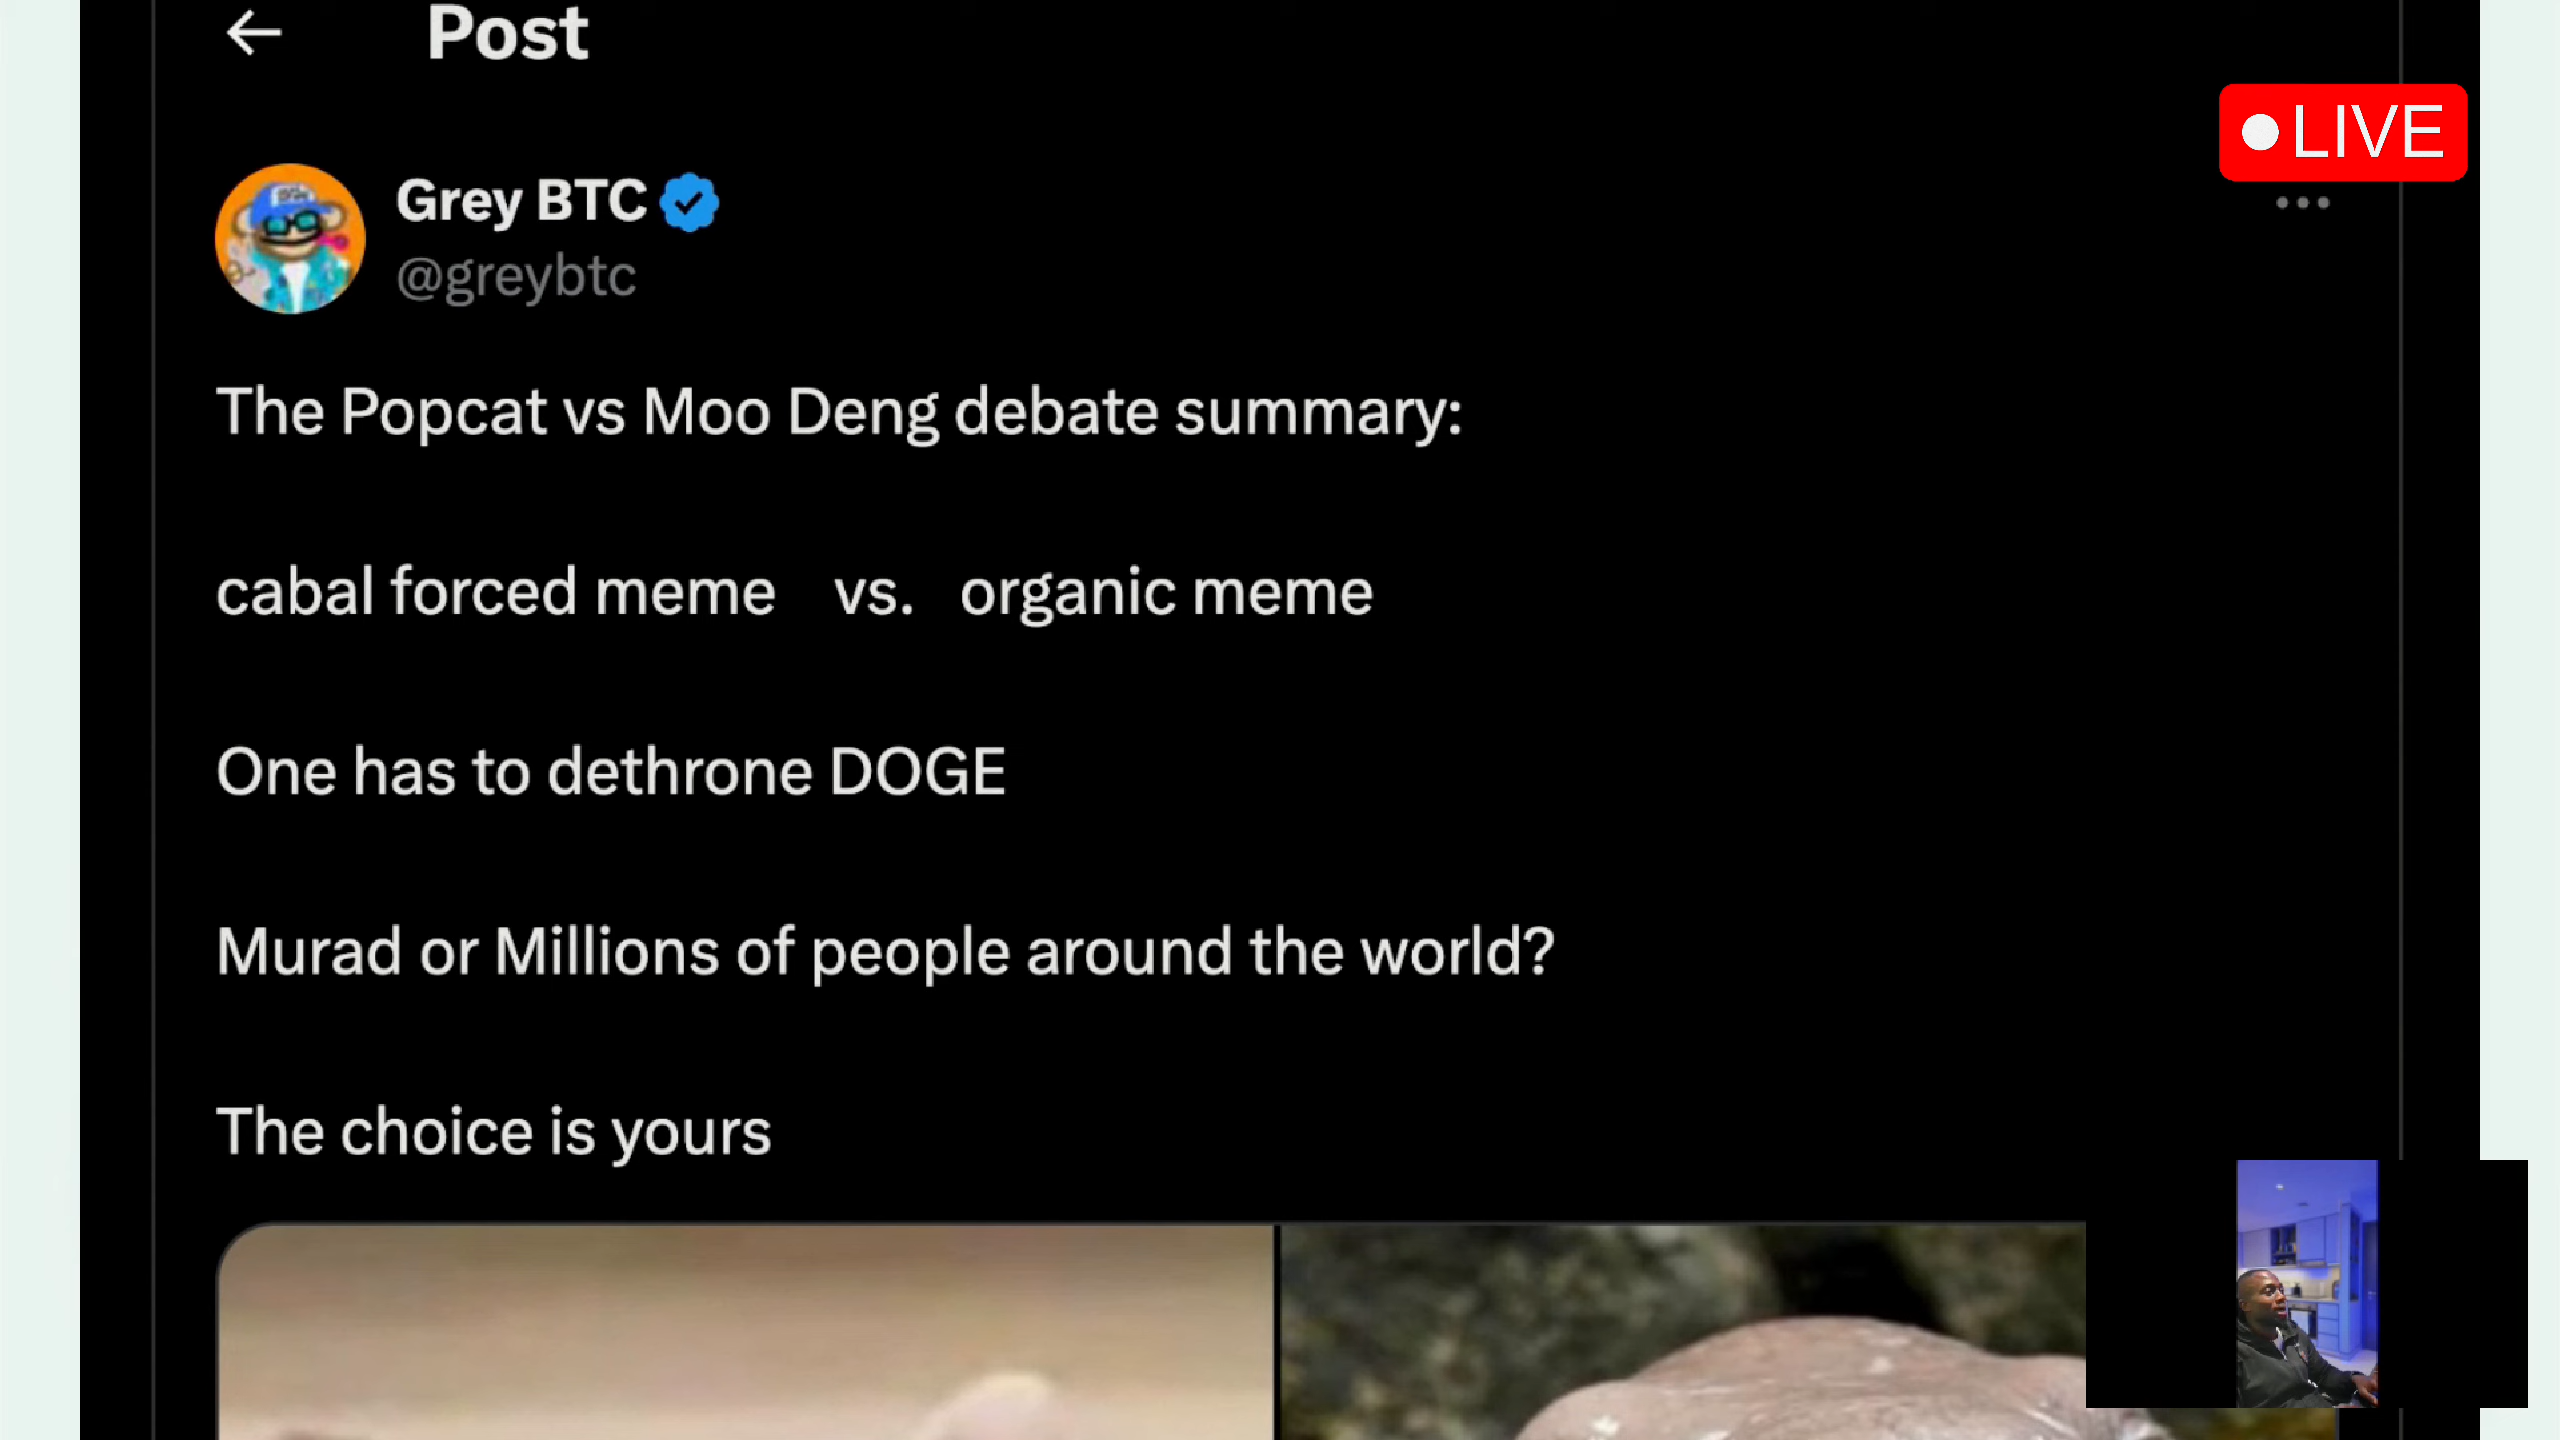 Post
LIVE
Grey BTC
@greybtc
The Popcat vs Moo Deng debate summary:
cabal forced meme vs. organic meme
One has to dethrone DOGE
Murad or Millions of people around the world?
The choice is yours